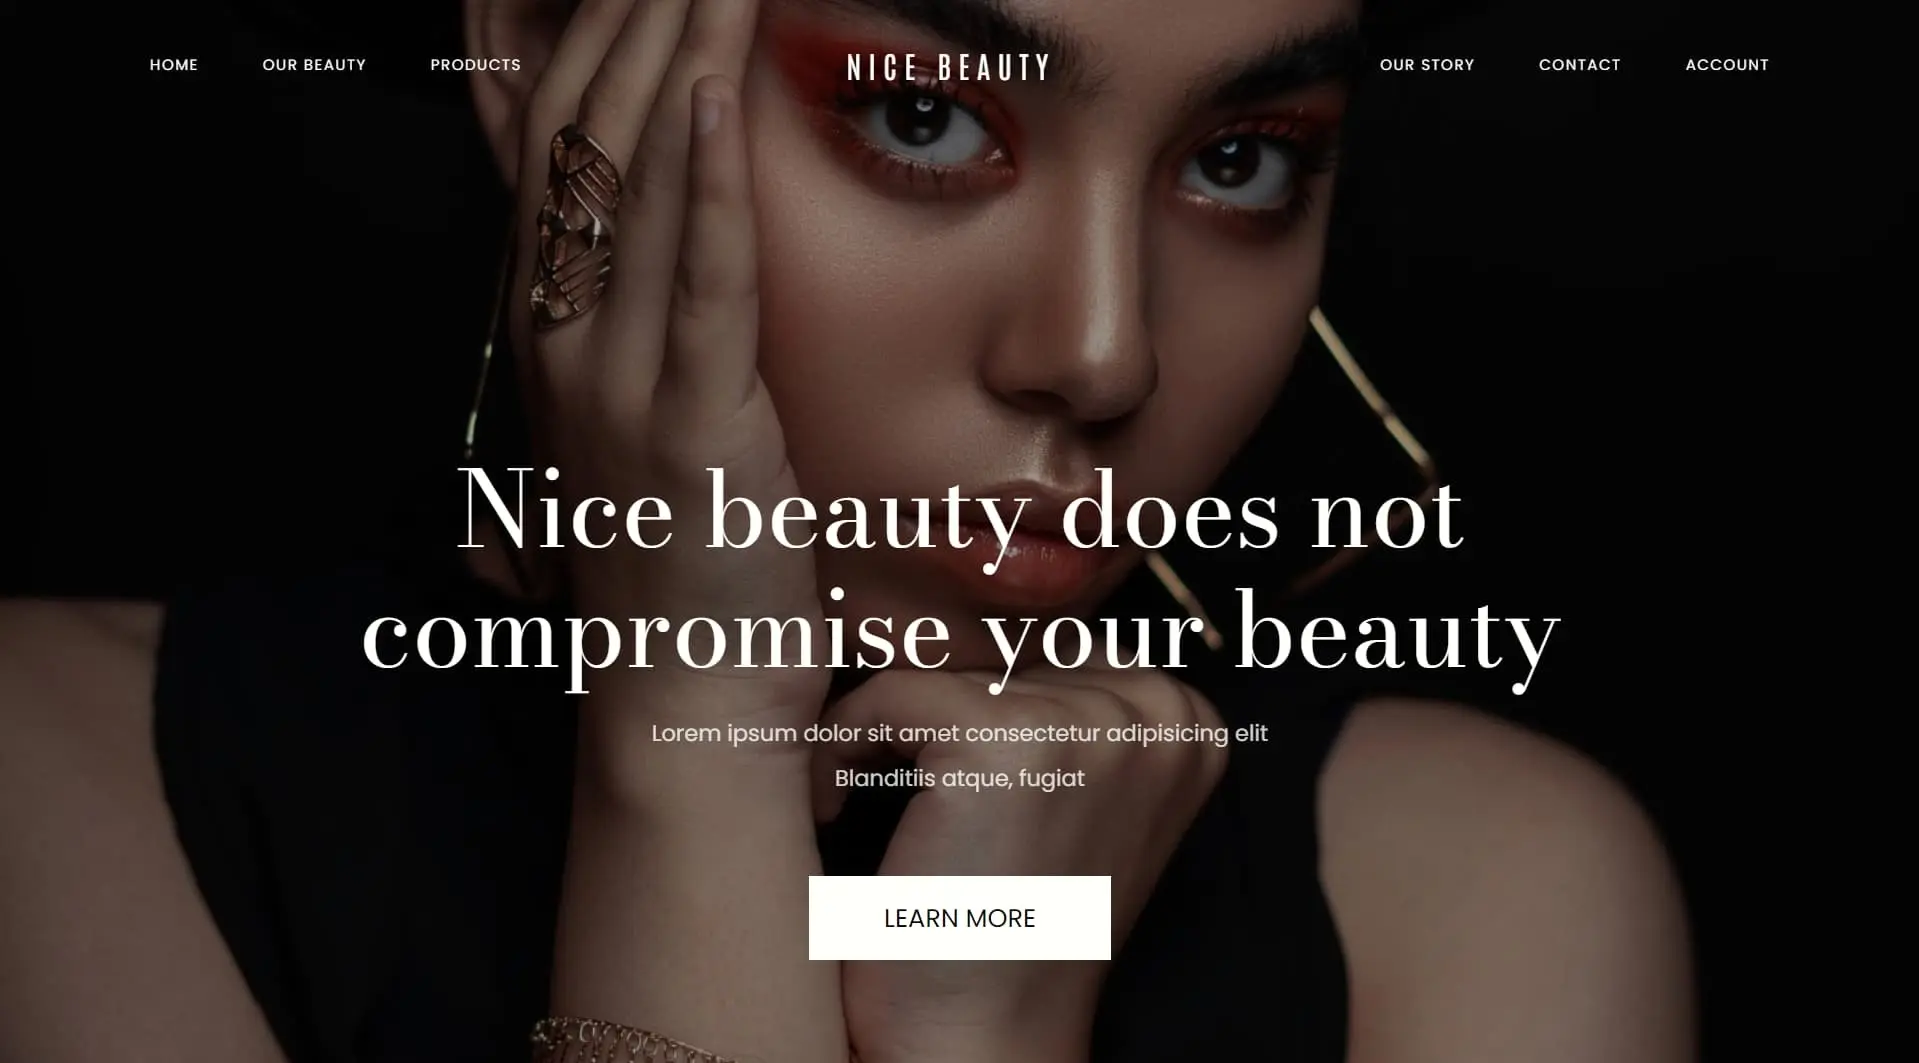 HOME OUR BEAUTY PRODUCTS NICE BEAUTY OUR STORY CONTACT ACCOUNT
Nice beauty does not
compromise your beauty
Lorem ipsum dolor sit amet consectetur adipisicing elit
Blanditiis atque, fugiat
LEARN MORE